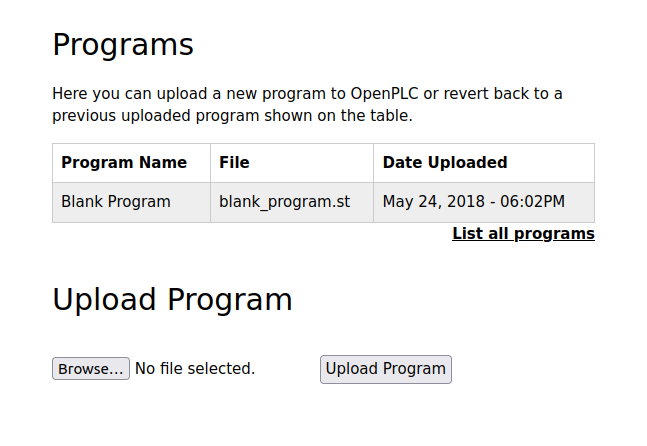 Programs
Here you can upload a new program to OpenPLC or revert back to a
previous uploaded program shown on the table.
Program Name File Date Uploaded
Blank Program blank_program.st May 24, 2018 - 06:02PM
List all programs
Upload Program
Browse... No file selected. Upload Program